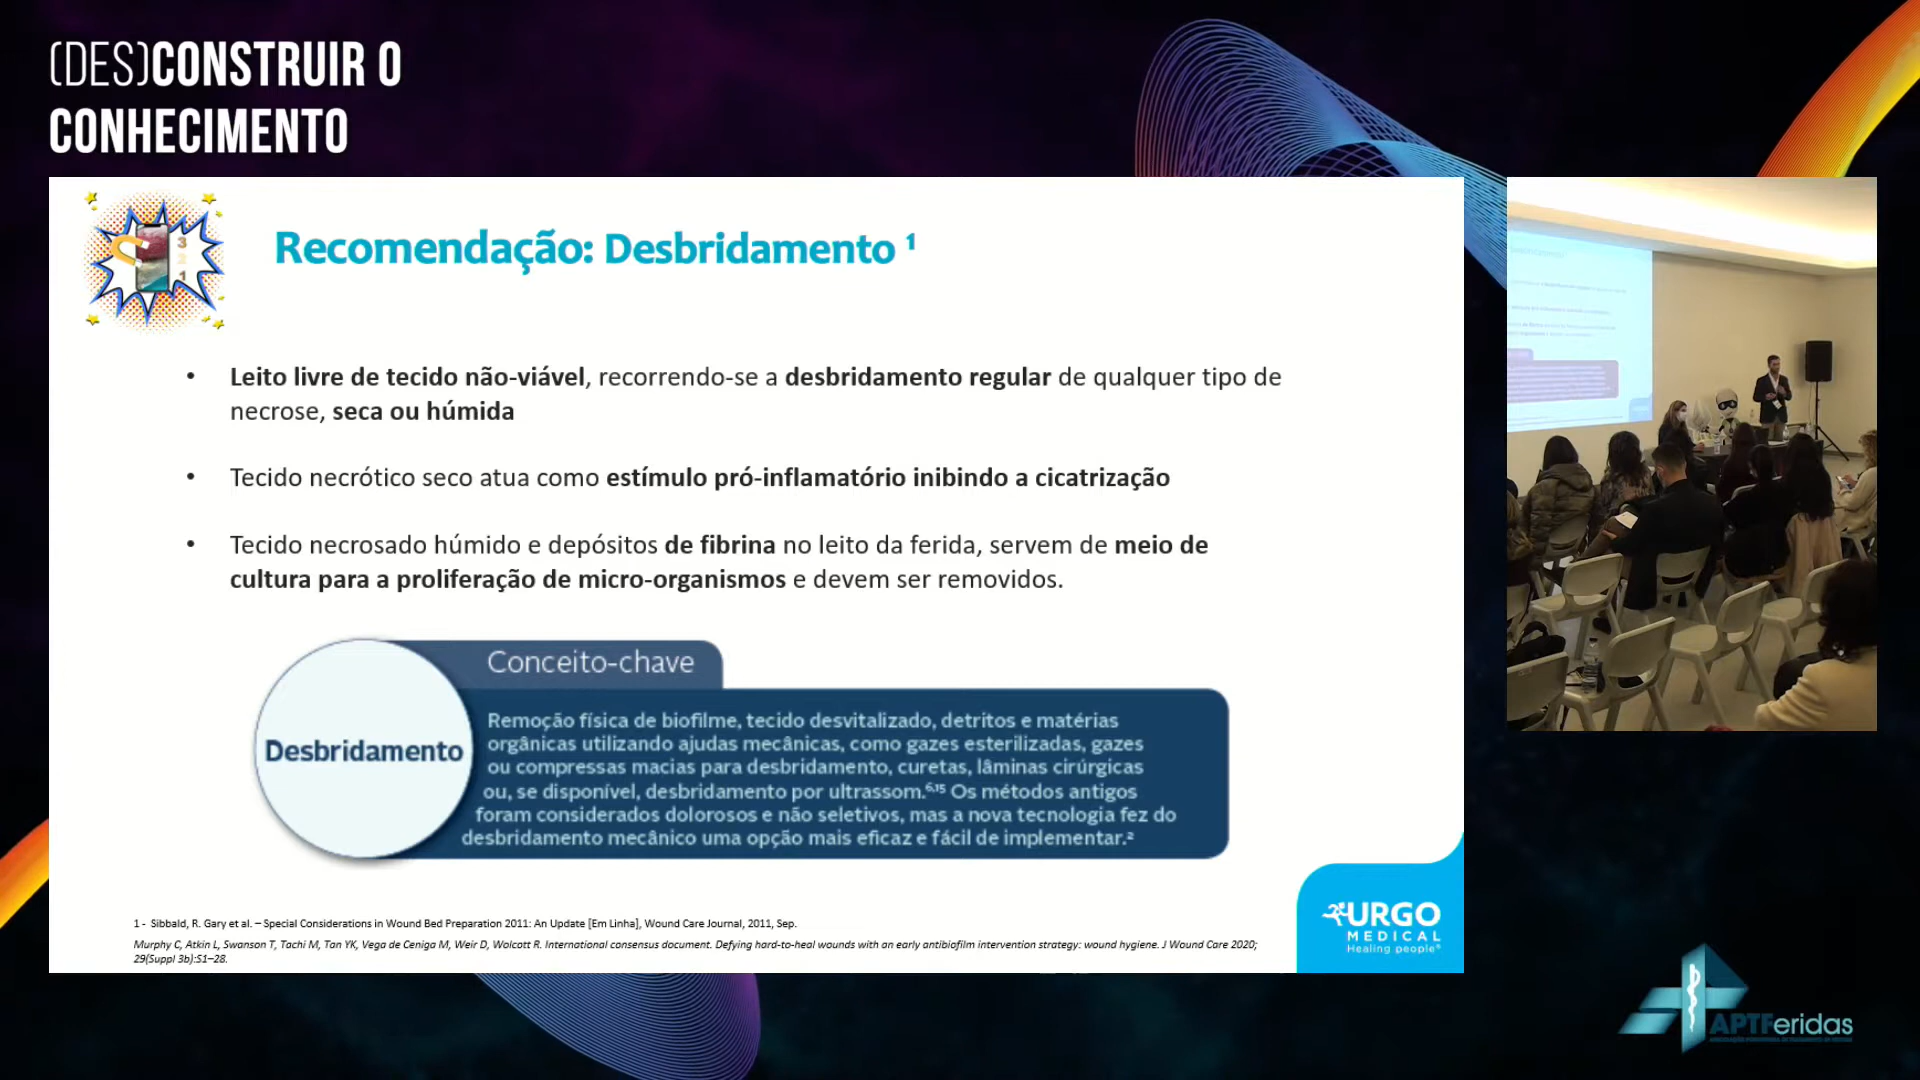 (DES)CONSTRUIR O
CONHECIMENTO
3
2
1
Recomendação: Desbridamento ¹
• Leito livre de tecido não-viável, recorrendo-se a desbridamento regular de qualquer tipo de
necrose, seca ou húmida
• Tecido necrótico seco atua como estímulo pró-inflamatório inibindo a cicatrização
• Tecido necrosado húmido e depósitos de fibrina no leito da ferida, servem de meio de
cultura para a proliferação de micro-organismos e devem ser removidos.
Conceito-chave
Desbridamento
Remoção física de biofilme, tecido desvitalizado, detritos e matérias
orgânicas utilizando ajudas mecânicas, como gazes esterilizadas, gazes
ou compressas macias para desbridamento, curetas, lâminas cirúrgicas
ou, se disponível, desbridamento por ultrassom.⁶,¹⁵ Os métodos antigos
foram considerados dolorosos e não seletivos, mas a nova tecnologia fez do
desbridamento mecânico uma opção mais eficaz e fácil de implementar.²
1 - Sibbald, R. Gary et al. – Special Considerations in Wound Bed Preparation 2011: An Update [Em Linha], Wound Care Journal, 2011, Sep.
Murphy C, Atkin L, Swanson T, Tachi M, Tan YK, Vega de Ceniga M, Weir D, Wolcott R. International consensus document. Defying hard-to-heal wounds with an early antibiofilm intervention strategy: wound hygiene. J Wound Care 2020;
29(Suppl 3b):S1–28.
URGO
MEDICAL
Healing people®
APTFeridas